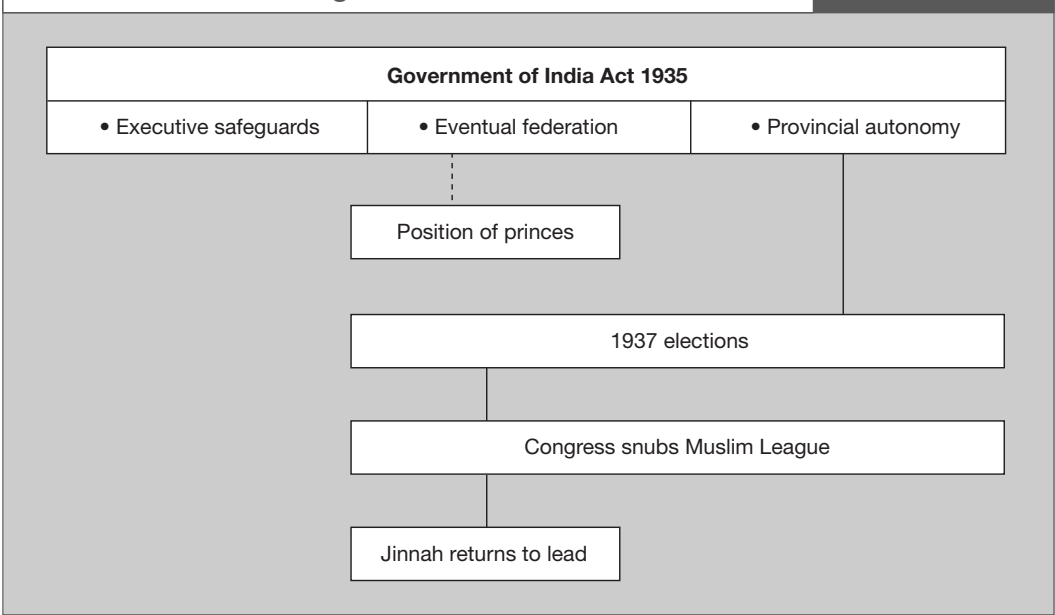 Government of India Act 1935
• Executive safeguards
• Eventual federation
• Provincial autonomy
Position of princes
1937 elections
Congress snubs Muslim League
Jinnah returns to lead